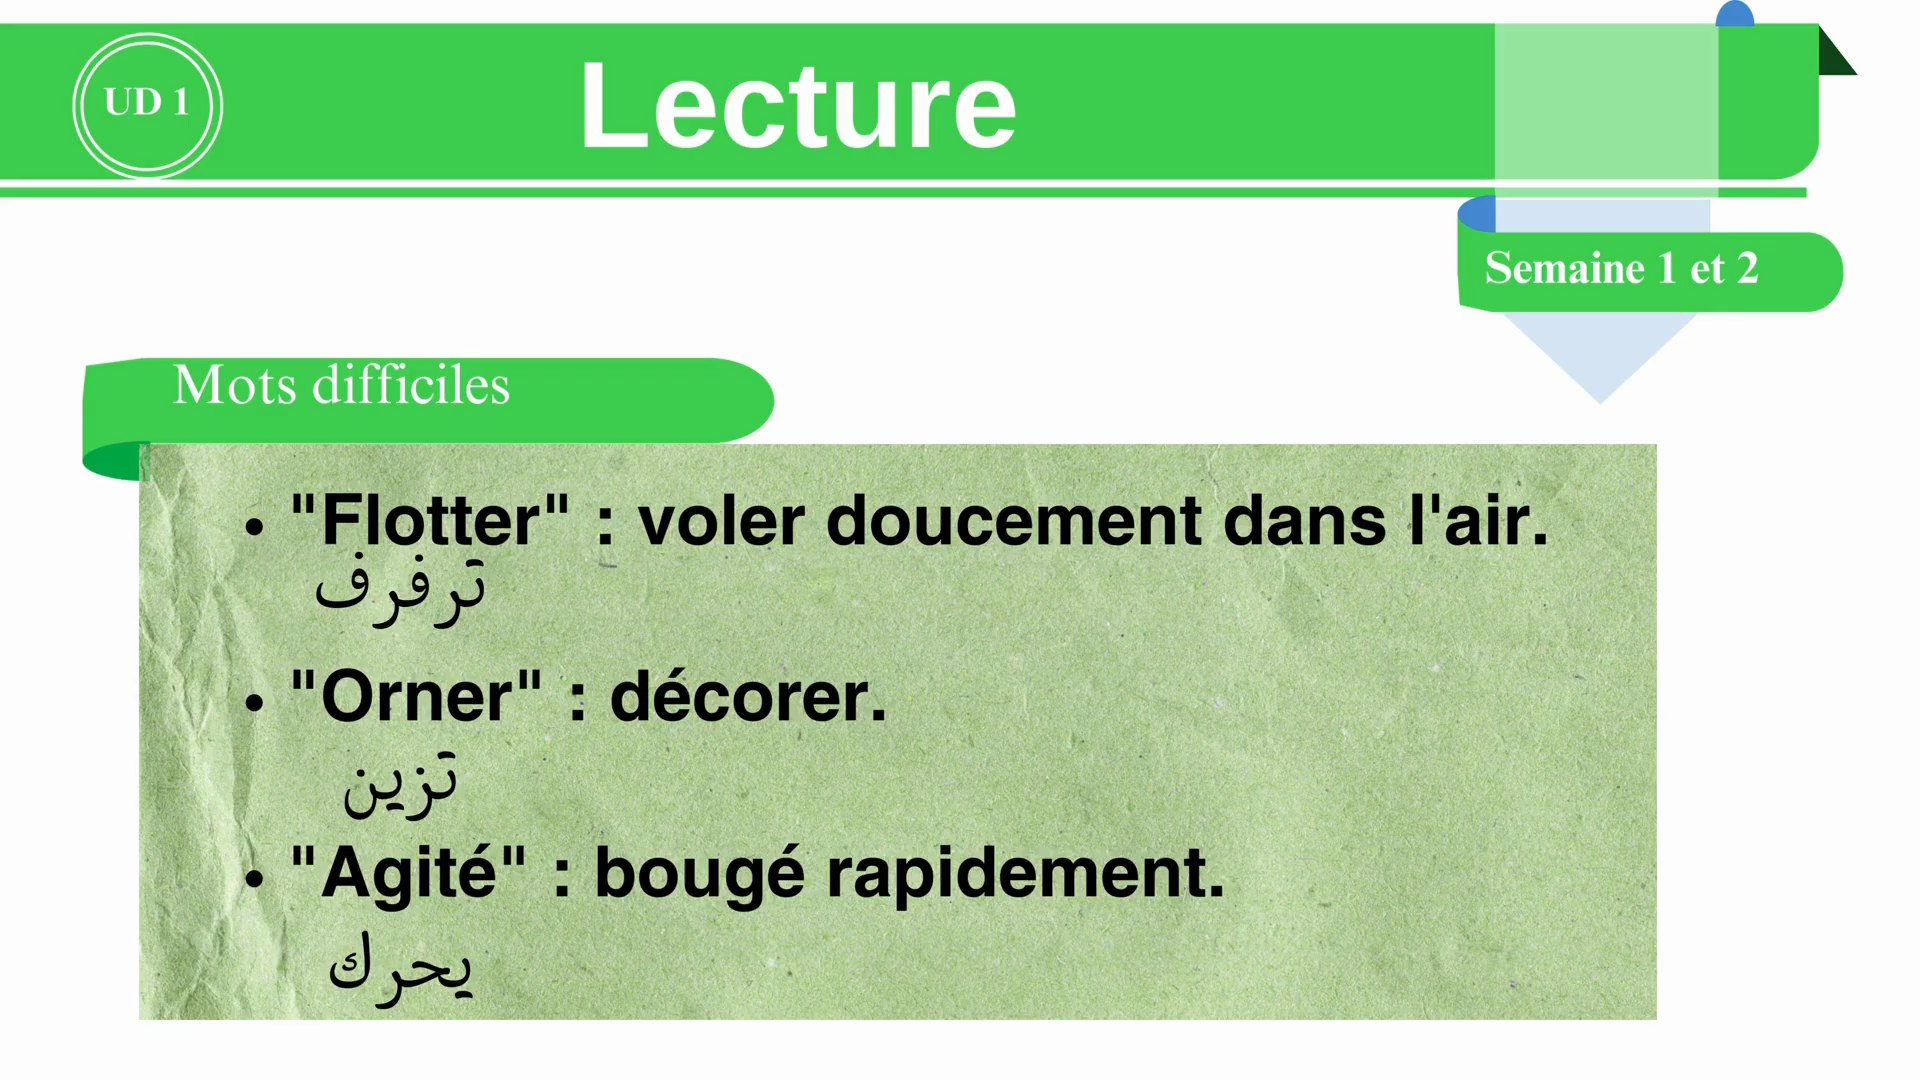 UD 1
Lecture
Semaine 1 et 2
Mots difficiles
• "Flotter" : voler doucement dans l'air.
ترفرف
• "Orner" : décorer.
تزين
• "Agité" : bougé rapidement.
يحرك